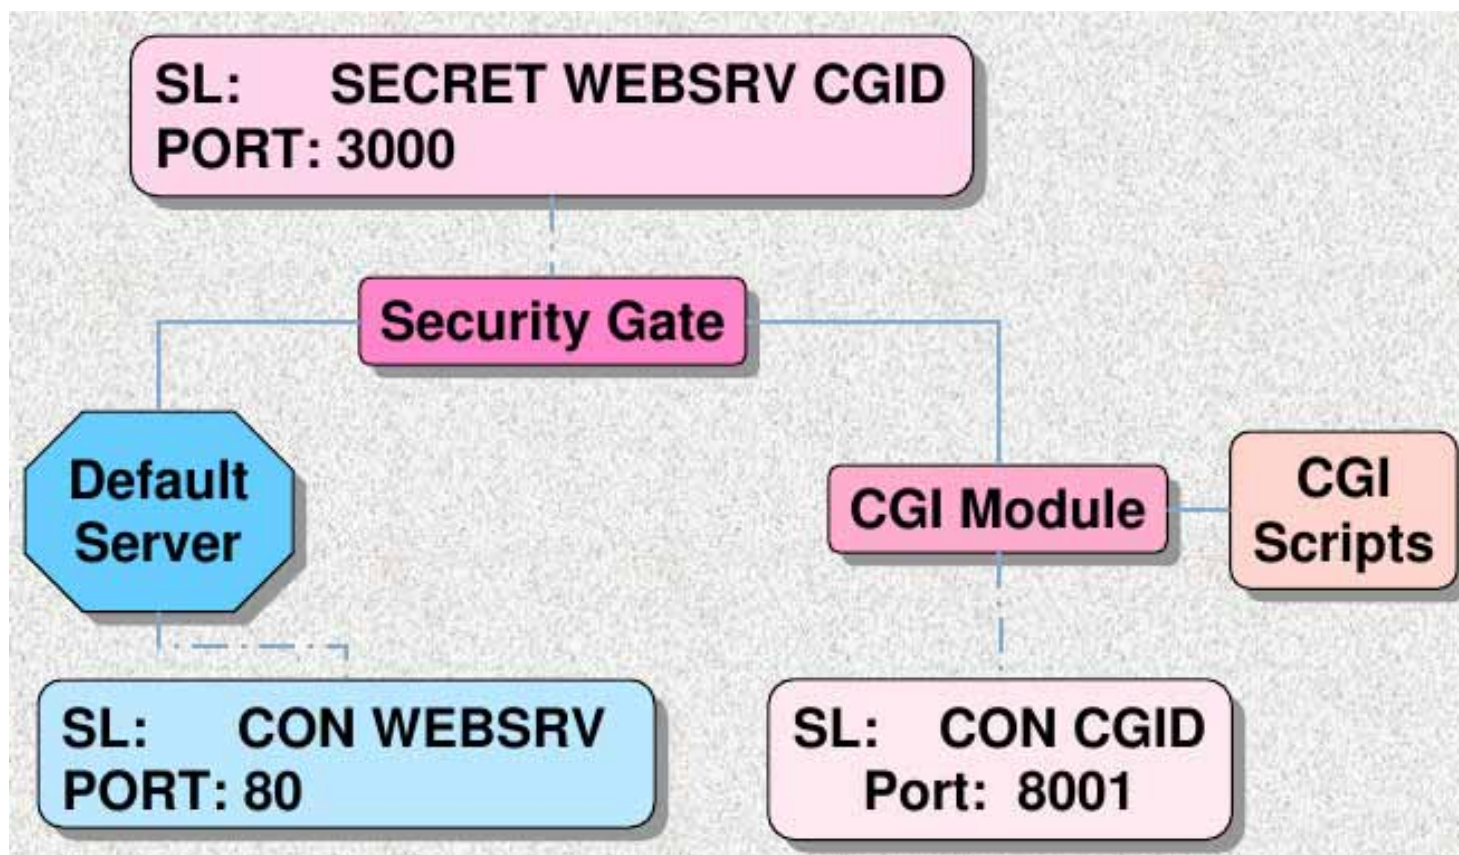 SL: SECRET WEBSRV CGID
PORT: 3000
Security Gate
Default
Server
CGI Module
CGI
Scripts
SL: CON WEBSRV
PORT: 80
SL: CON CGID
Port: 8001